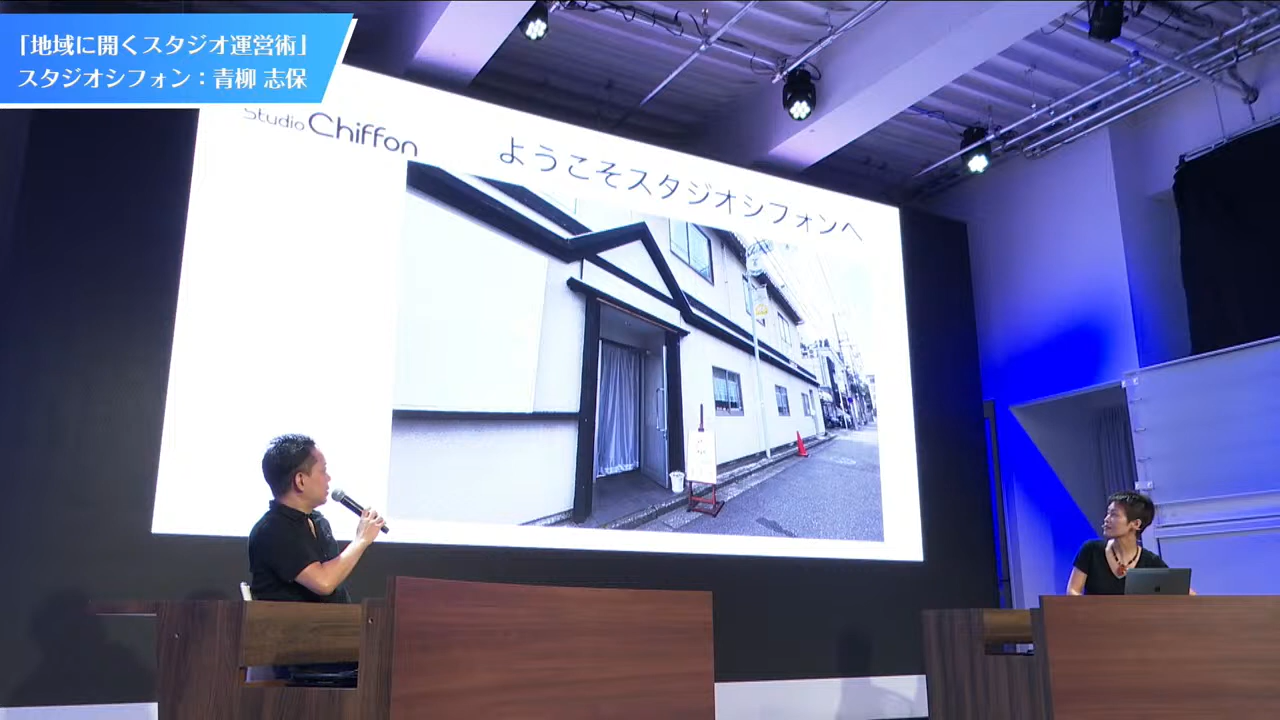 「地域に開くスタジオ運営術」
スタジオシフォン：青柳 志保
Studio Chiffon
ようこそスタジオシフォンへ